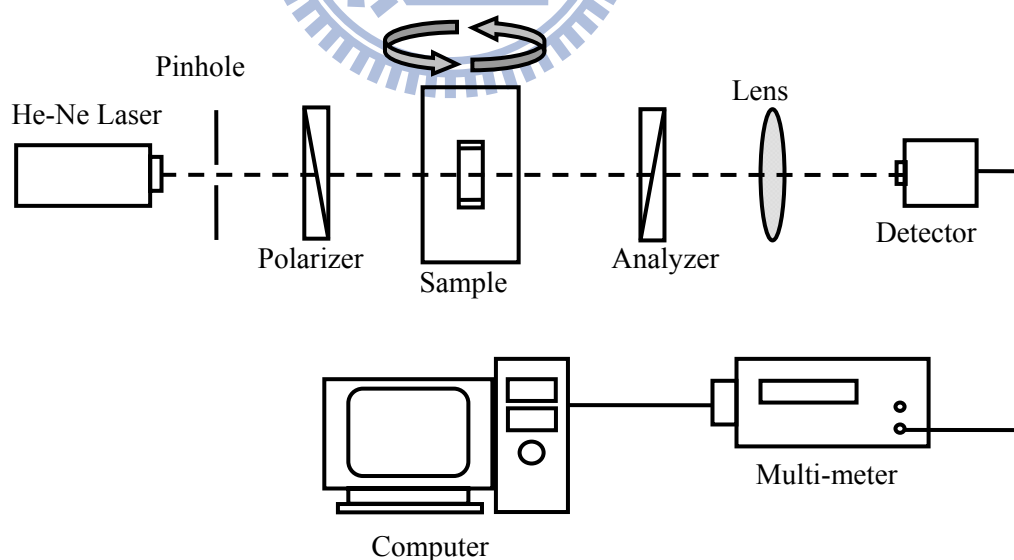 Pinhole
He-Ne Laser
Lens
Polarizer
Sample
Analyzer
Detector
Multi-meter
Computer